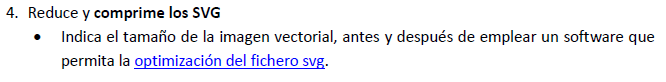 4. Reduce y comprime los SVG
• Indica el tamaño de la imagen vectorial, antes y después de emplear un software que
permita la optimización del fichero svg.